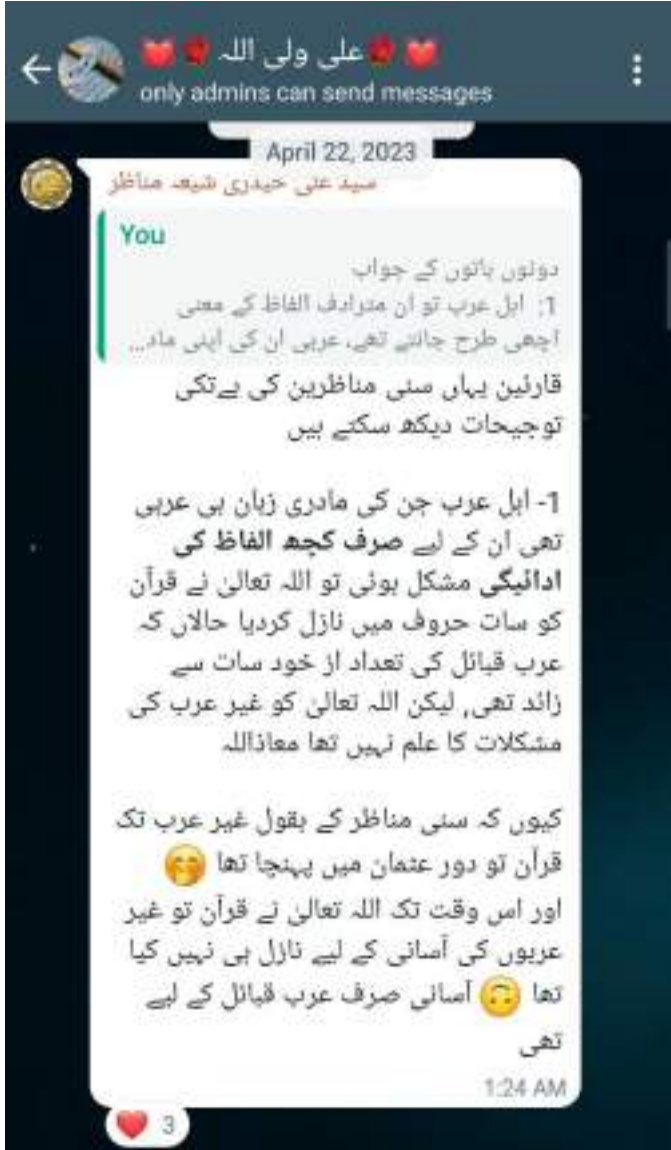 💓🌹علی ولی اللہ🌹💓
only admins can send messages
April 22, 2023
سید علی حیدری شیعہ مناظر
You
دونوں باتوں کے جواب
1: اہل عرب تو ان مترادف الفاظ کے معنی
اچھی طرح جانتے تھے، عربی ان کی اپنی ماد...
قارئین یہاں سنی مناظرین کی بےتکی
توجیحات دیکھ سکتے ہیں
1- اہل عرب جن کی مادری زبان ہی عربی
تھی ان کے لیے صرف کچھ الفاظ کی
ادائیگی مشکل ہوئی تو اللہ تعالیٰ نے قرآن
کو سات حروف میں نازل کردیا حالاں کہ
عرب قبائل کی تعداد از خود سات سے
زائد تھی, لیکن اللہ تعالیٰ کو غیر عرب کی
مشکلات کا علم نہیں تھا معاذاللہ
کیوں کہ سنی مناظر کے بقول غیر عرب تک
قرآن تو دور عثمان میں پہنچا تھا 🤭
اور اس وقت تک اللہ تعالیٰ نے قرآن تو غیر
عربوں کی آسانی کے لیے نازل ہی نہیں کیا
تھا 🙃 آسانی صرف عرب قبائل کے لیے
تھی
1:24 AM
❤️ 3